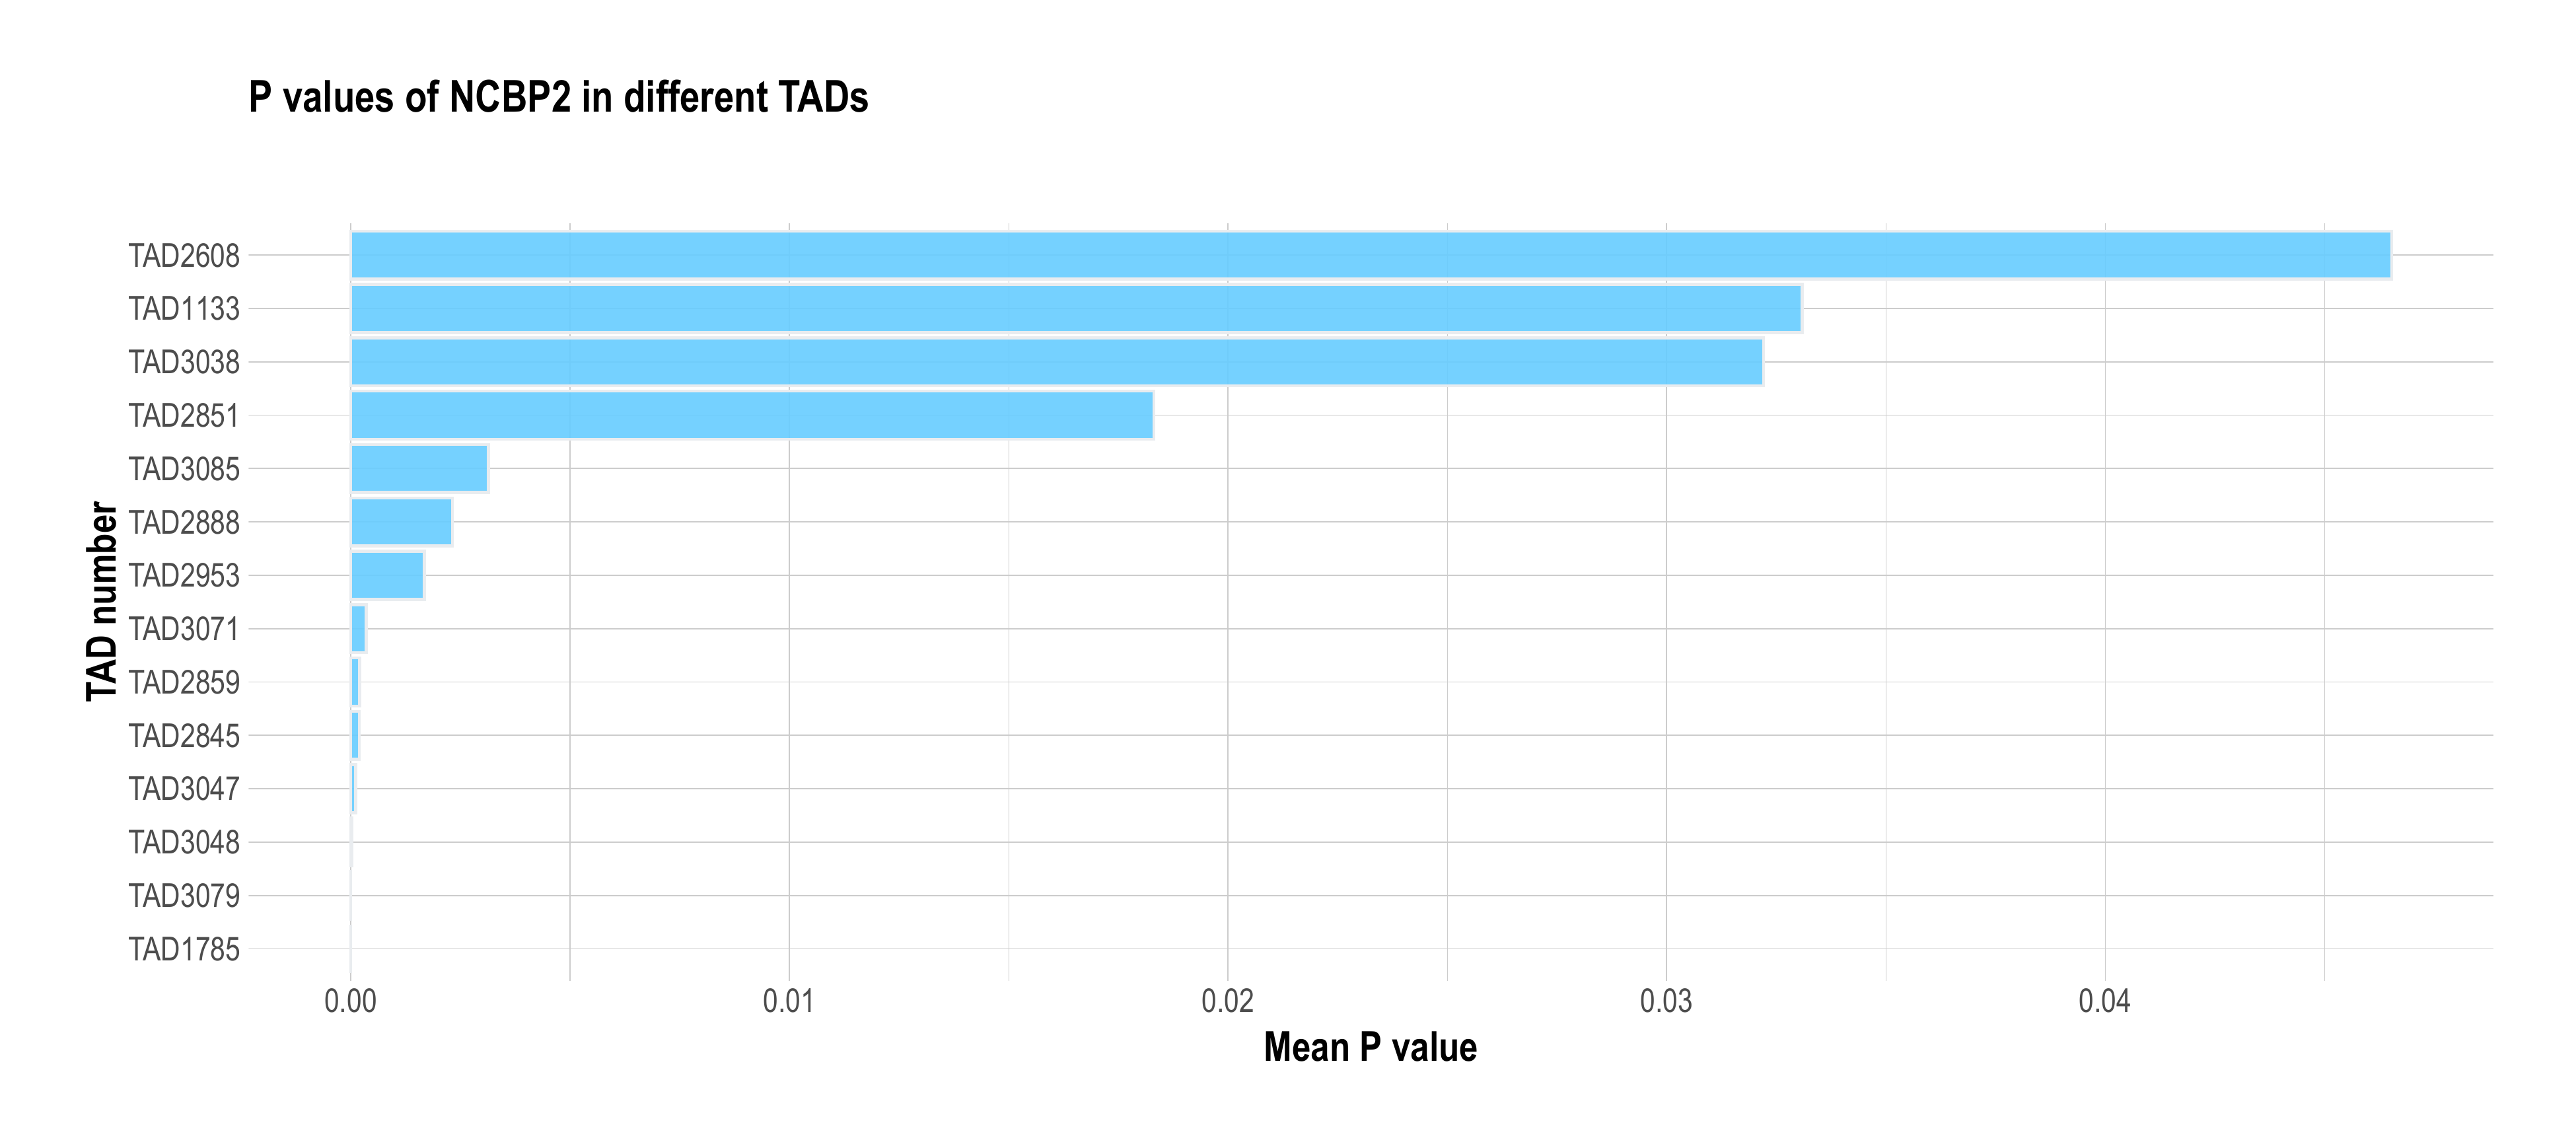 P values of NCBP2 in different TADs
TAD number
TAD2608
TAD1133
TAD3038
TAD2851
TAD3085
TAD2888
TAD2953
TAD3071
TAD2859
TAD2845
TAD3047
TAD3048
TAD3079
TAD1785
0.00 0.01 0.02 0.03 0.04
Mean P value